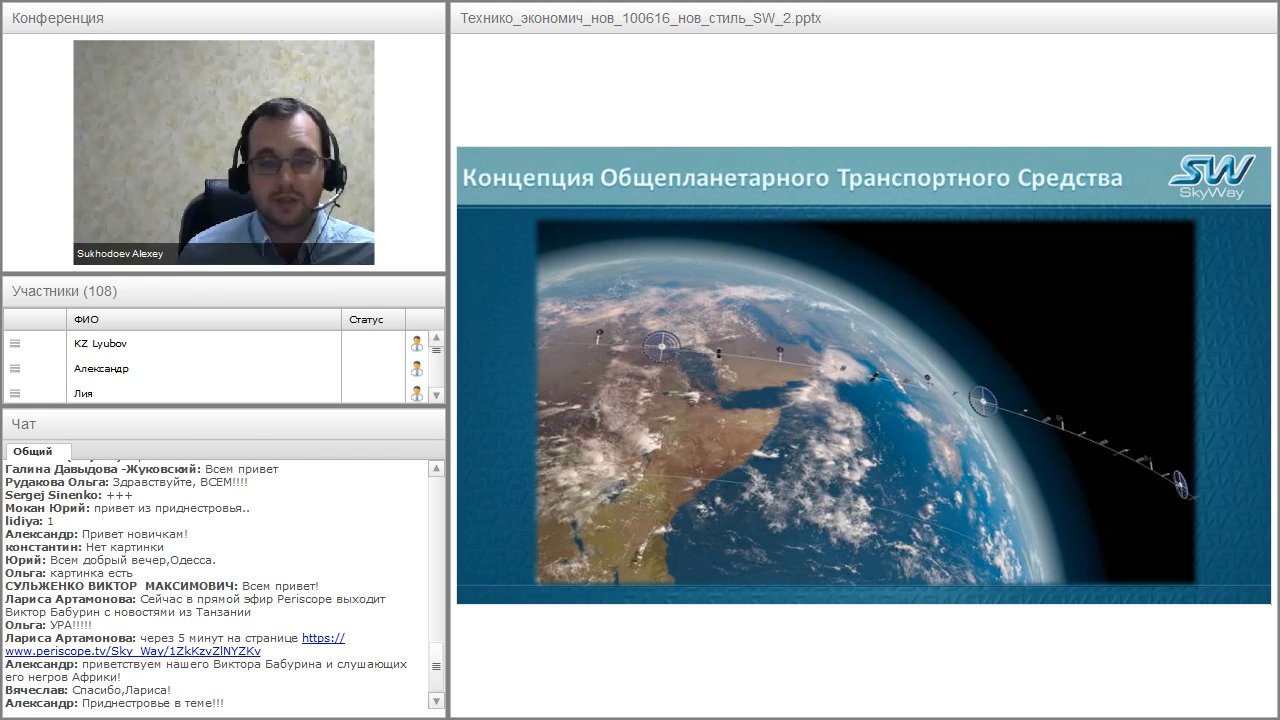 Конференция
Sukhodoev Alexey
Участники (108)
ФИО
Статус
KZ Lyubov
Александр
Лия
Чат
Общий
Галина Давыдова -Жуковский: Всем привет
Рудакова Ольга: Здравствуйте, ВСЕМ!!!!
Sergej Sinenko: +++
Мокан Юрий: привет из приднестровья..
lidiya: 1
Александр: Привет новичкам!
константин: Нет картинки
Юрий: Всем добрый вечер,Одесса.
Ольга: картинка есть
СУЛЬЖЕНКО ВИКТОР МАКСИМОВИЧ: Всем привет!
Лариса Артамонова: Сейчас в прямой эфир Periscope выходит
Виктор Бабурин с новостями из Танзании
Ольга: УРА!!!!!
Лариса Артамонова: через 5 минут на странице https://
www.periscope.tv/Sky_Way/1ZkKzvZlNYZKv
Александр: приветствуем нашего Виктора Бабурина и слушающих
его негров Африки!
Вячеслав: Спасибо,Лариса!
Александр: Приднестровье в теме!!!
Технико_экономич_нов_100616_нов_стиль_SW_2.pptx
Концепция Общепланетарного Транспортного Средства
SW
SkyWay